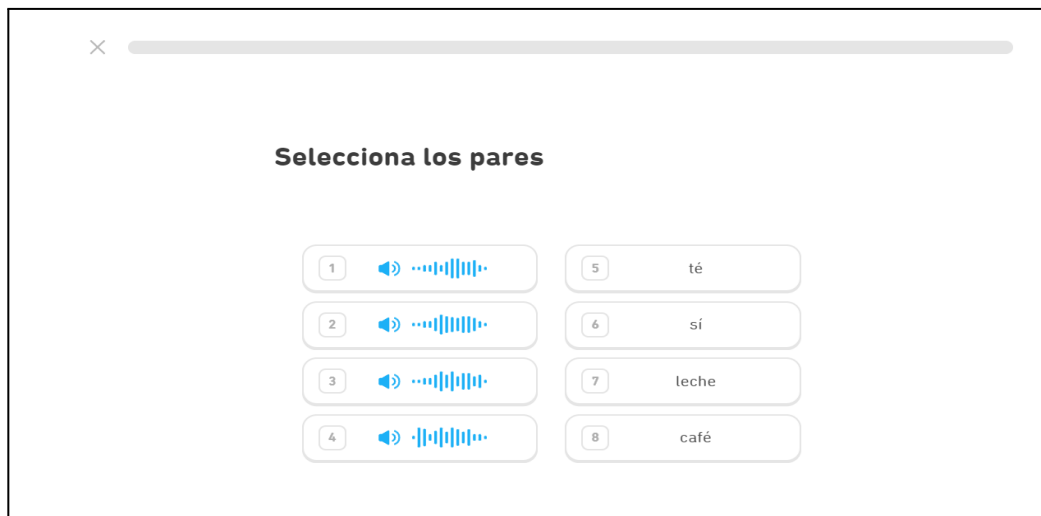 Selecciona los pares
1
5 té
2
6 sí
3
7 leche
4
8 café